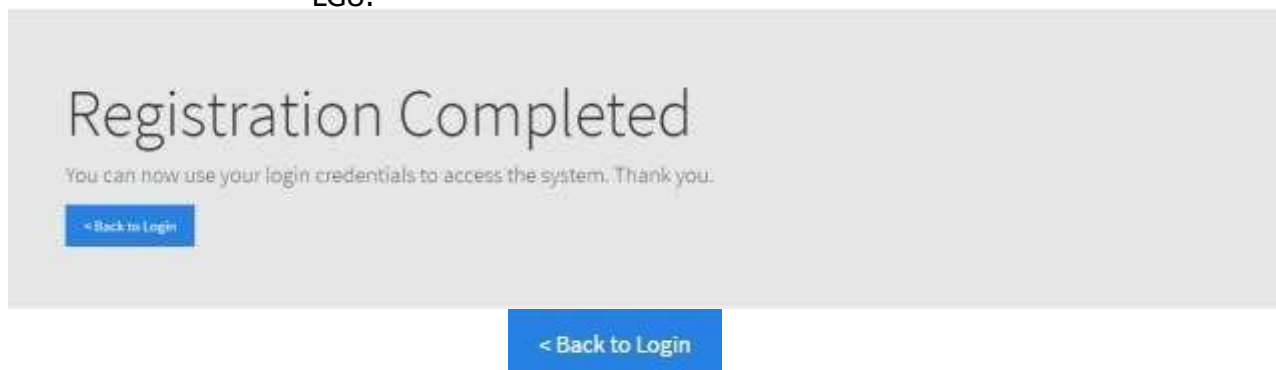 LGU.
Registration Completed
You can now use your login credentials to access the system. Thank you.
< Back to Login
< Back to Login